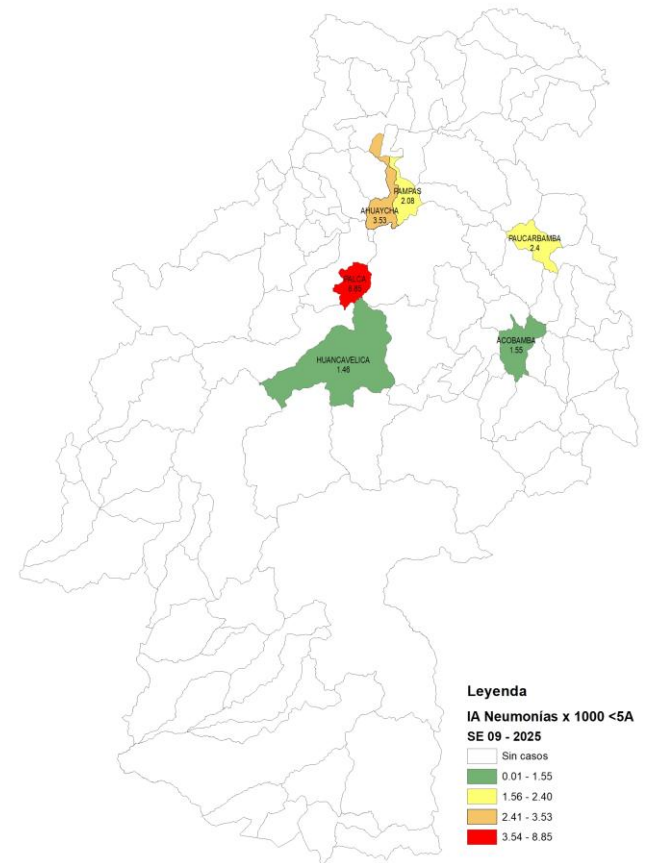 PAMPAS
2.08
AHUAYCHA
3.53
PAUCARBAMBA
2.4
PALCA
8.85
ACOBAMBA
1.55
HUANCAVELICA
1.46
Leyenda
IA Neumonías x 1000 <5A
SE 09 - 2025
Sin casos
0.01 - 1.55
1.56 - 2.40
2.41 - 3.53
3.54 - 8.85